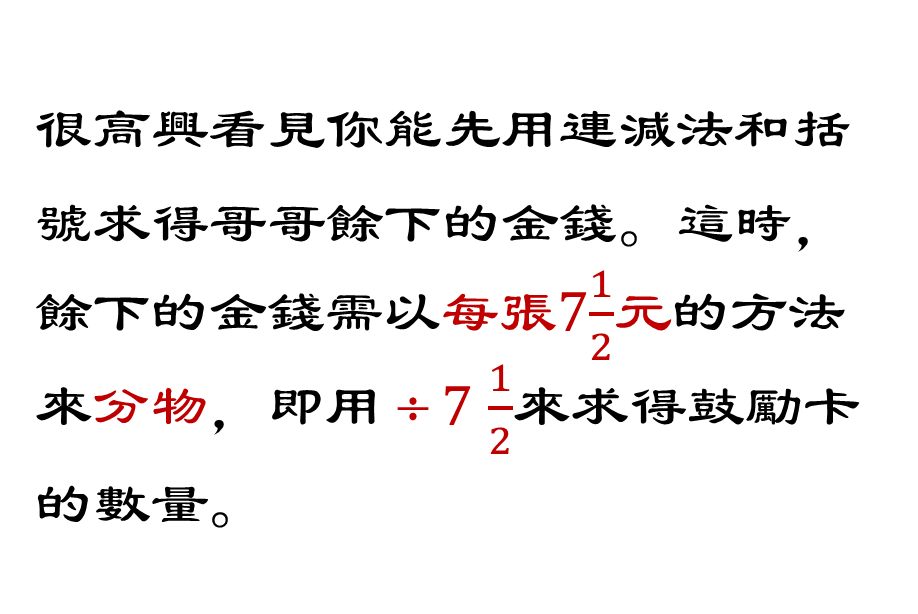 很高興看見你能先用連減法和括
號求得哥哥餘下的金錢。這時，
餘下的金錢需以每張7 1/2 元的方法
來分物，即用 ÷ 7 1/2 來求得鼓勵卡
的數量。